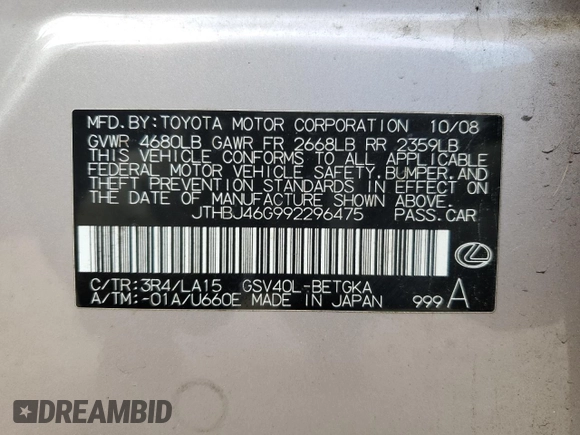 MFD. BY: TOYOTA MOTOR CORPORATION 10/08
GVWR 4680LB GAWR FR 2668LB RR 2359LB
THIS VEHICLE CONFORMS TO ALL APPLICABLE
FEDERAL MOTOR VEHICLE SAFETY, BUMPER, AND
THEFT PREVENTION STANDARDS IN EFFECT ON
THE DATE OF MANUFACTURE SHOWN ABOVE.
JTHBJ46G992296475 PASS. CAR
C/TR: 3R4/LA15 GSV40L-BETGKA
A/TM: -01A/U660E MADE IN JAPAN 999 A
DREAMBID